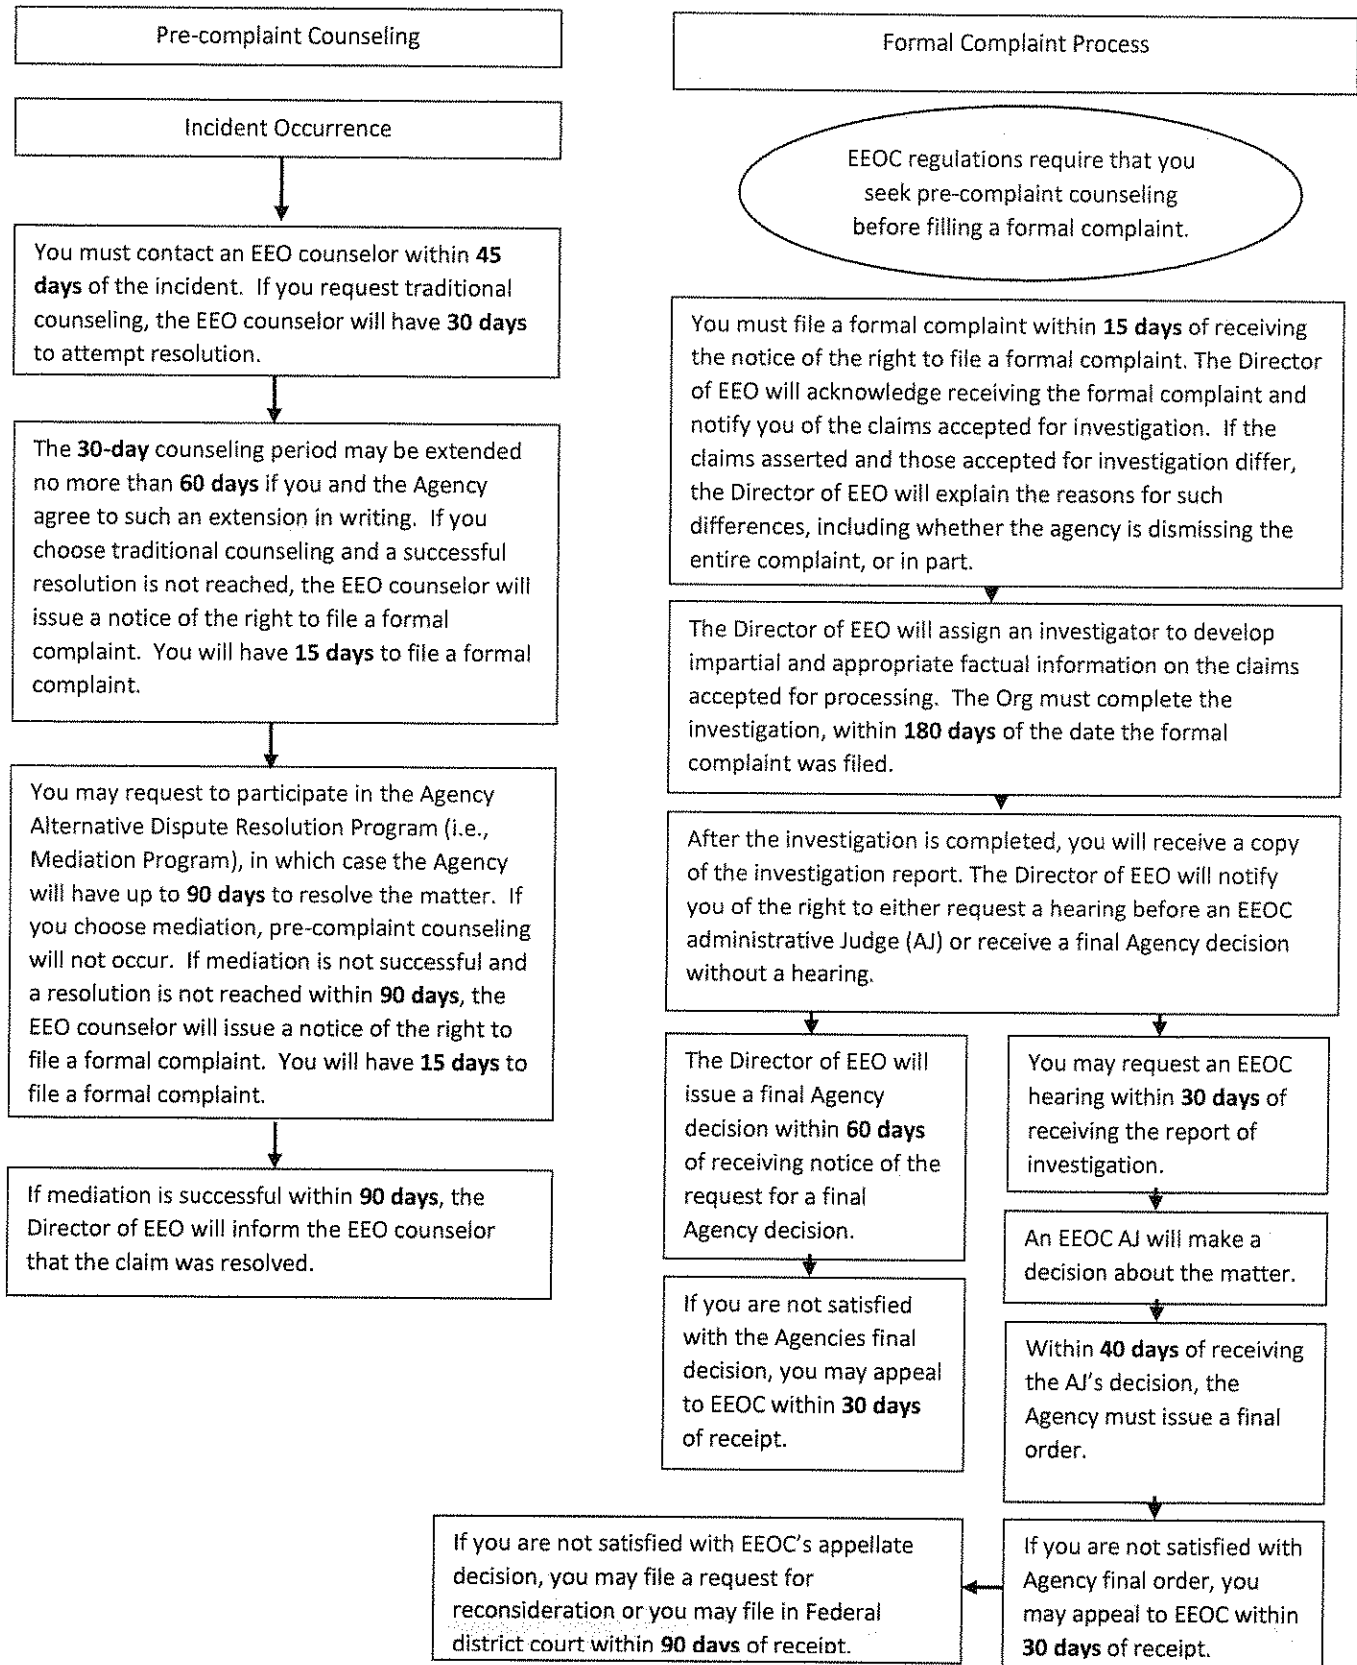 Pre-complaint Counseling
Incident Occurrence
You must contact an EEO counselor within 45
days of the incident. If you request traditional
counseling, the EEO counselor will have 30 days
to attempt resolution.
The 30-day counseling period may be extended
no more than 60 days if you and the Agency
agree to such an extension in writing. If you
choose traditional counseling and a successful
resolution is not reached, the EEO counselor will
issue a notice of the right to file a formal
complaint. You will have 15 days to file a formal
complaint.
You may request to participate in the Agency
Alternative Dispute Resolution Program (i.e.,
Mediation Program), in which case the Agency
will have up to 90 days to resolve the matter. If
you choose mediation, pre-complaint counseling
will not occur. If mediation is not successful and
a resolution is not reached within 90 days, the
EEO counselor will issue a notice of the right to
file a formal complaint. You will have 15 days to
file a formal complaint.
If mediation is successful within 90 days, the
Director of EEO will inform the EEO counselor
that the claim was resolved.
Formal Complaint Process
EEOC regulations require that you
seek pre-complaint counseling
before filling a formal complaint.
You must file a formal complaint within 15 days of receiving
the notice of the right to file a formal complaint. The Director
of EEO will acknowledge receiving the formal complaint and
notify you of the claims accepted for investigation. If the
claims asserted and those accepted for investigation differ,
the Director of EEO will explain the reasons for such
differences, including whether the agency is dismissing the
entire complaint, or in part.
The Director of EEO will assign an investigator to develop
impartial and appropriate factual information on the claims
accepted for processing. The Org must complete the
investigation, within 180 days of the date the formal
complaint was filed.
After the investigation is completed, you will receive a copy
of the investigation report. The Director of EEO will notify
you of the right to either request a hearing before an EEOC
administrative Judge (AJ) or receive a final Agency decision
without a hearing.
The Director of EEO will
issue a final Agency
decision within 60 days
of receiving notice of the
request for a final
Agency decision.
If you are not satisfied
with the Agencies final
decision, you may appeal
to EEOC within 30 days
of receipt.
You may request an EEOC
hearing within 30 days of
receiving the report of
investigation.
An EEOC AJ will make a
decision about the matter.
Within 40 days of receiving
the AJ's decision, the
Agency must issue a final
order.
If you are not satisfied with
Agency final order, you
may appeal to EEOC within
30 days of receipt.
If you are not satisfied with EEOC's appellate
decision, you may file a request for
reconsideration or you may file in Federal
district court within 90 days of receipt.